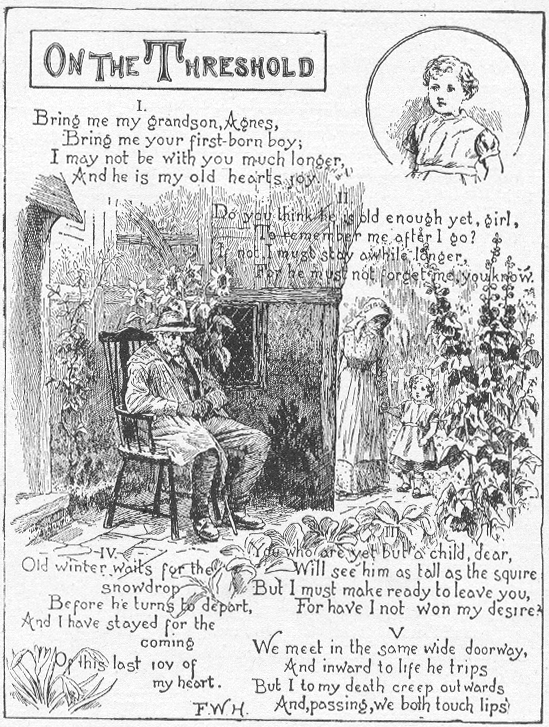 ON THE THRESHOLD
I.
Bring me my grandson, Agnes,
Bring me your first-born boy;
I may not be with you much longer,
And he is my old hearts joy.
II
Do you think he is old enough yet, girl,
To remember me after I go?
If not I must stay awhile longer,
For he must not forget me, you know.
III
You who are yet but a child, dear,
Will see him as tall as the squire
But I must make ready to leave you,
For have I not won my desire?
IV.
Old winter waits for the
snowdrop
Before he turns to depart,
And I have stayed for the
coming
Of this last joy of
my heart.
V
We meet in the same wide doorway,
And inward to life he trips
But I to my death creep outwards
And, passing, we both touch lips
F.W.H.